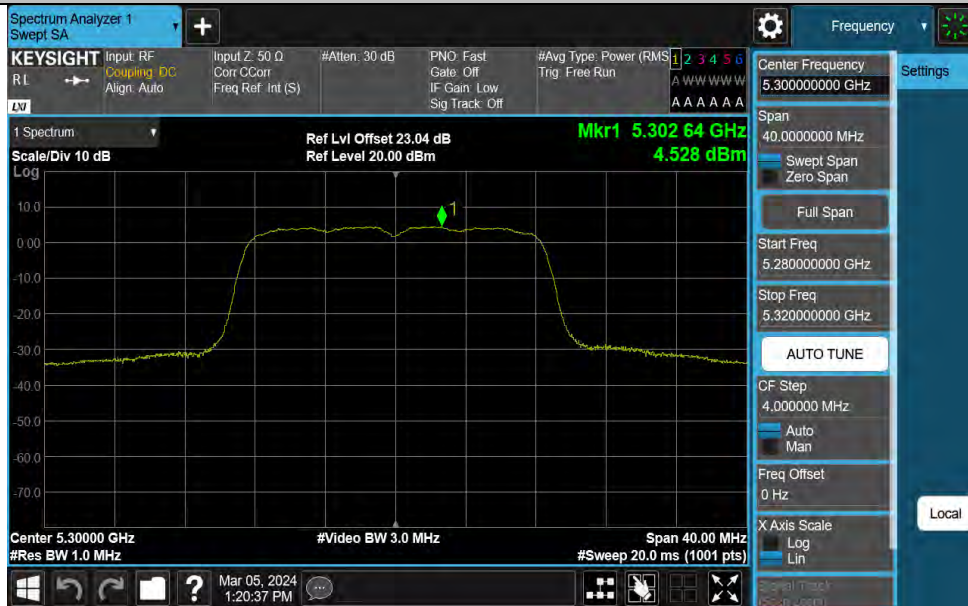 Spectrum Analyzer 1
Swept SA
+
Frequency
KEYSIGHT
RL
LXI
Input: RF
Coupling: DC
Align: Auto
Input Z: 50 Ω
Corr CCorr
Freq Ref: Int (S)
#Atten: 30 dB
PNO: Fast
Gate: Off
IF Gain: Low
Sig Track: Off
#Avg Type: Power (RMS
Trig: Free Run
1 2 3 4 5 6
A W W W W W
A A A A A A
1 Spectrum
Scale/Div 10 dB
Log
Ref Lvl Offset 23.04 dB
Ref Level 20.00 dBm
Mkr1 5.302 64 GHz
4.528 dBm
1
10.0
0.00
-10.0
-20.0
-30.0
-40.0
-50.0
-60.0
-70.0
Center 5.30000 GHz
#Res BW 1.0 MHz
#Video BW 3.0 MHz
Span 40.00 MHz
#Sweep 20.0 ms (1001 pts)
?
Mar 05, 2024
1:20:37 PM
Center Frequency
5.300000000 GHz
Span
40.0000000 MHz
Swept Span
Zero Span
Full Span
Start Freq
5.280000000 GHz
Stop Freq
5.320000000 GHz
AUTO TUNE
CF Step
4.000000 MHz
Auto
Man
Freq Offset
0 Hz
X Axis Scale
Log
Lin
Signal Track
Settings
Local